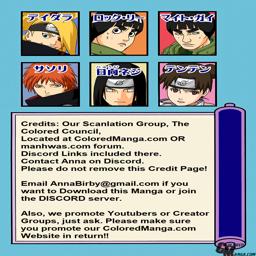 デイダラ
ロック・リー
マイト・ガイ
サソリ
日向ネジ
テンテン
Credits: Our Scanlation Group, The
Colored Council,
Located at ColoredManga.com OR
manhwas.com forum.
Discord Links included there.
Contact Anna on Discord.
Please do not remove this Credit Page!
Email AnnaBirby@gmail.com if you
want to Download this Manga or join
the DISCORD server.
Also, we promote Youtubers or Creator
Groups, just ask. Please make sure
you promote our ColoredManga.com
Website in return!!